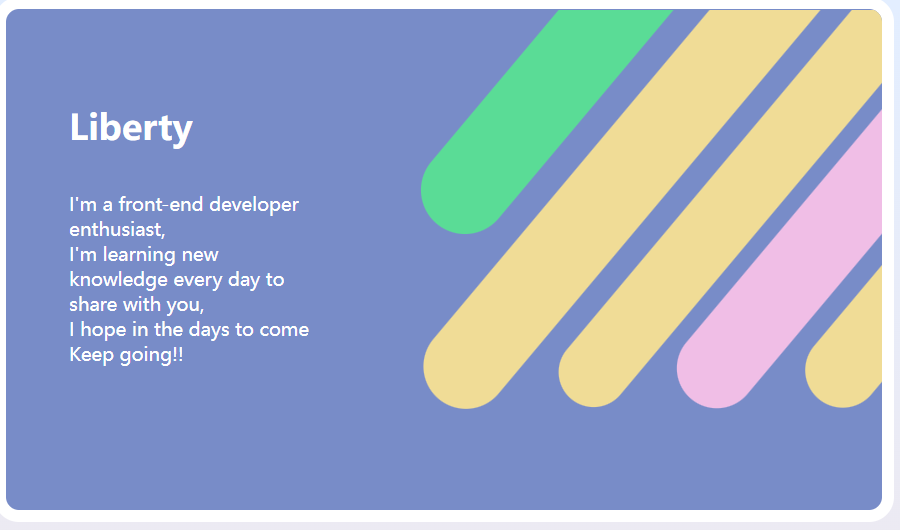 Liberty
I'm a front-end developer
enthusiast,
I'm learning new
knowledge every day to
share with you,
I hope in the days to come
Keep going!!